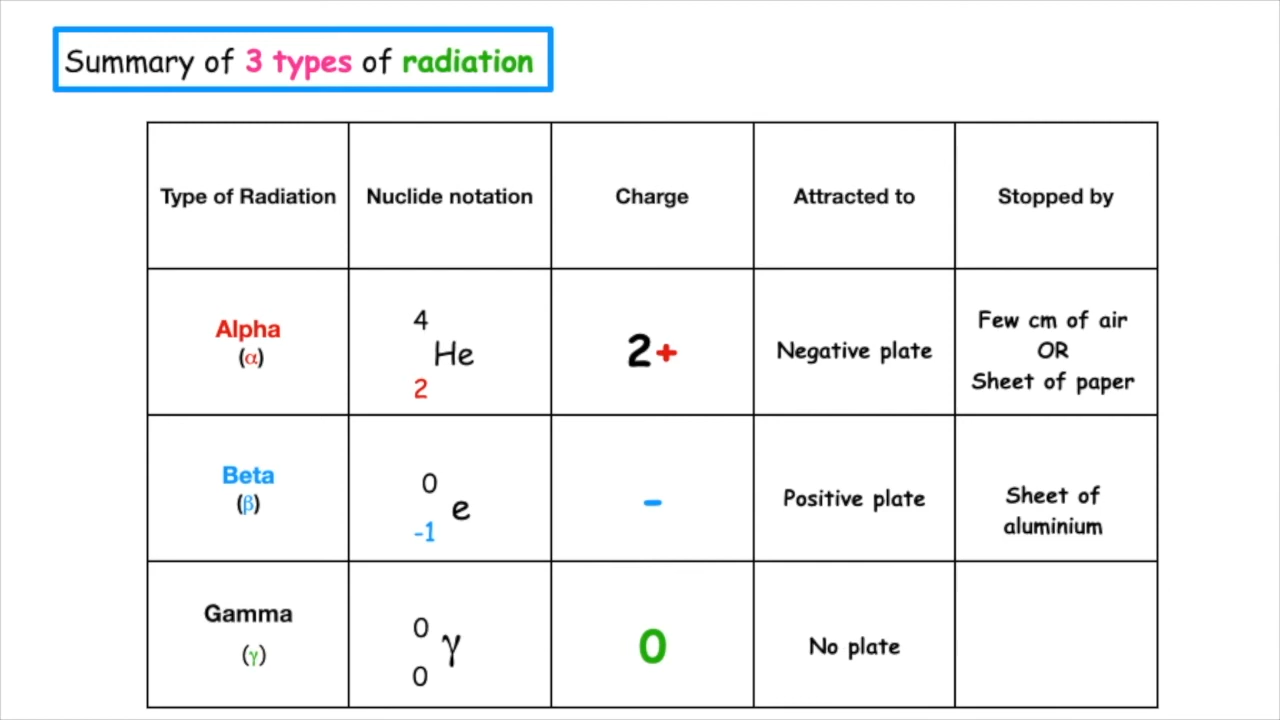 Summary of 3 types of radiation
Type of Radiation
Nuclide notation
Charge
Attracted to
Stopped by
Alpha
(α)
4
He
2
2+
Negative plate
Few cm of air
OR
Sheet of paper
Beta
(β)
0
e
-1
-
Positive plate
Sheet of
aluminium
Gamma
(γ)
0
γ
0
0
No plate